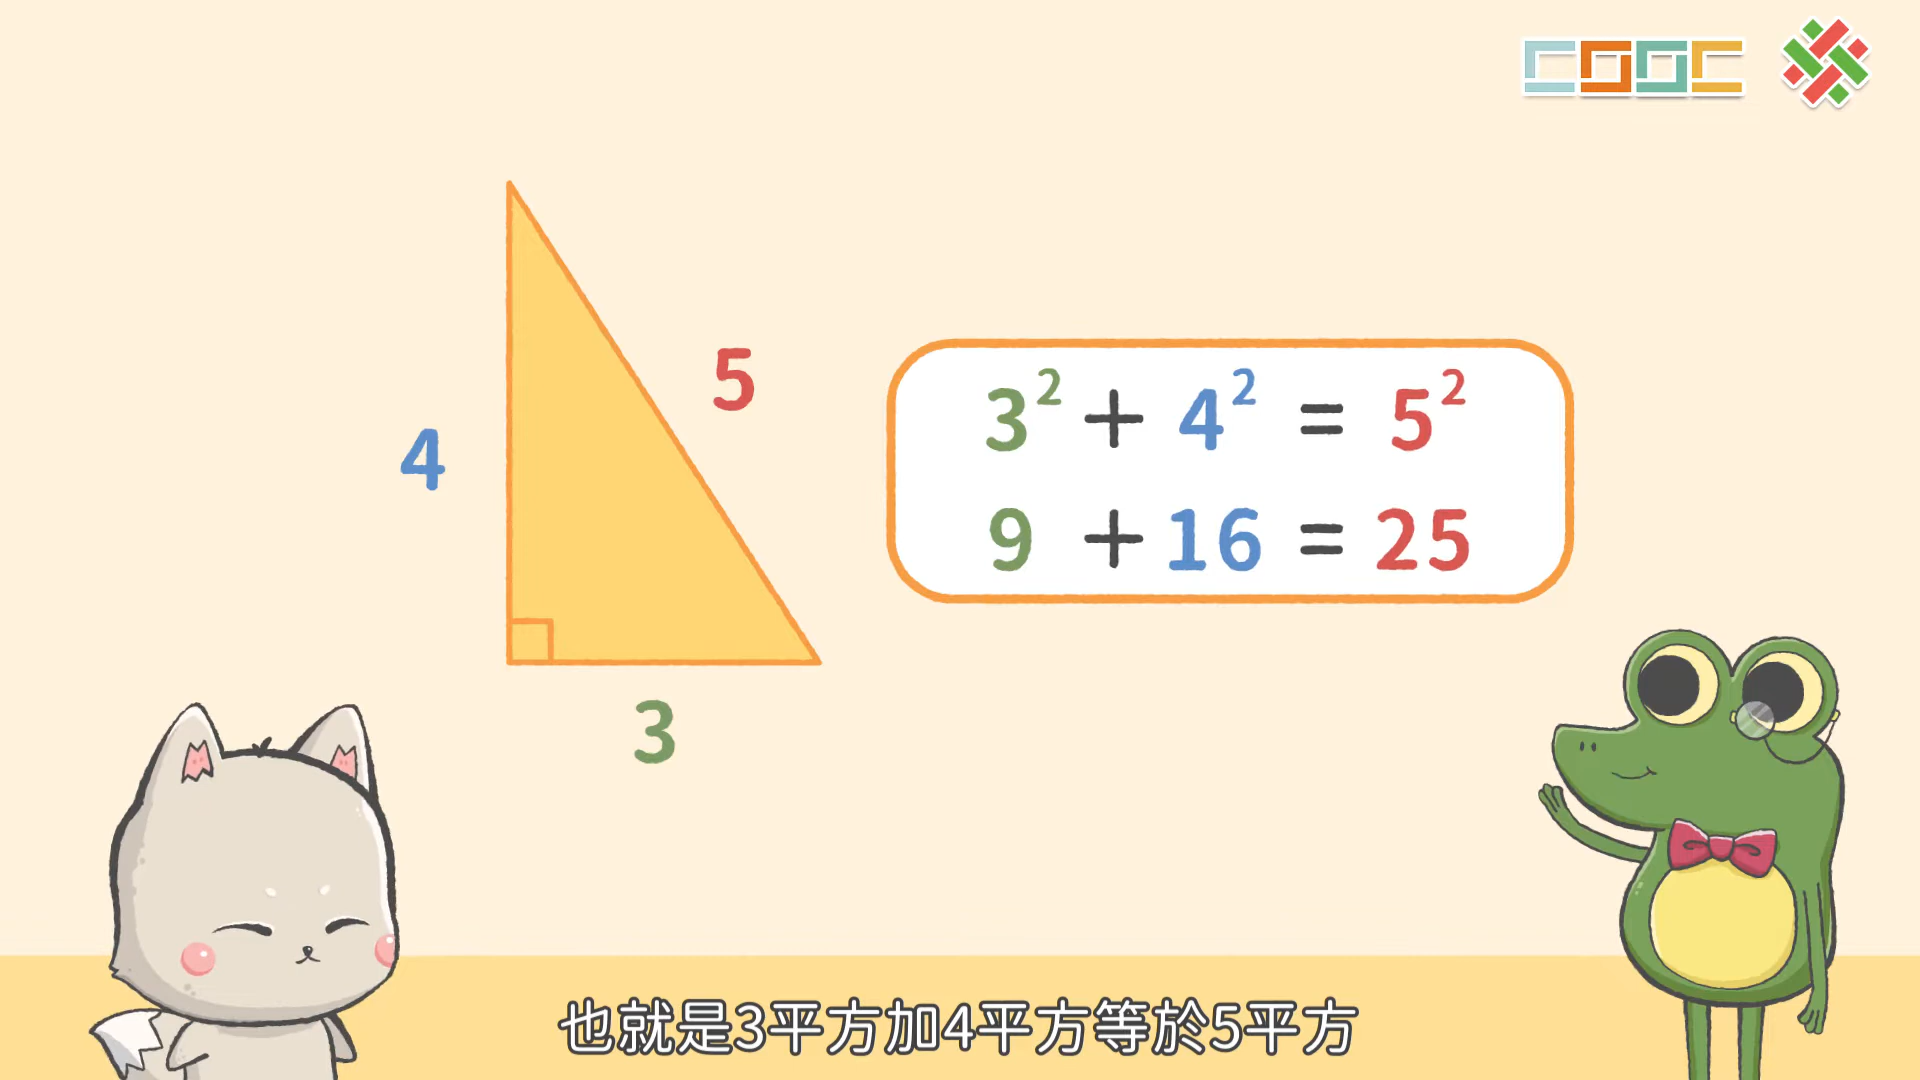 COOC
5
4
3² + 4² = 5²
9 + 16 = 25
3
也就是3平方加4平方等於5平方